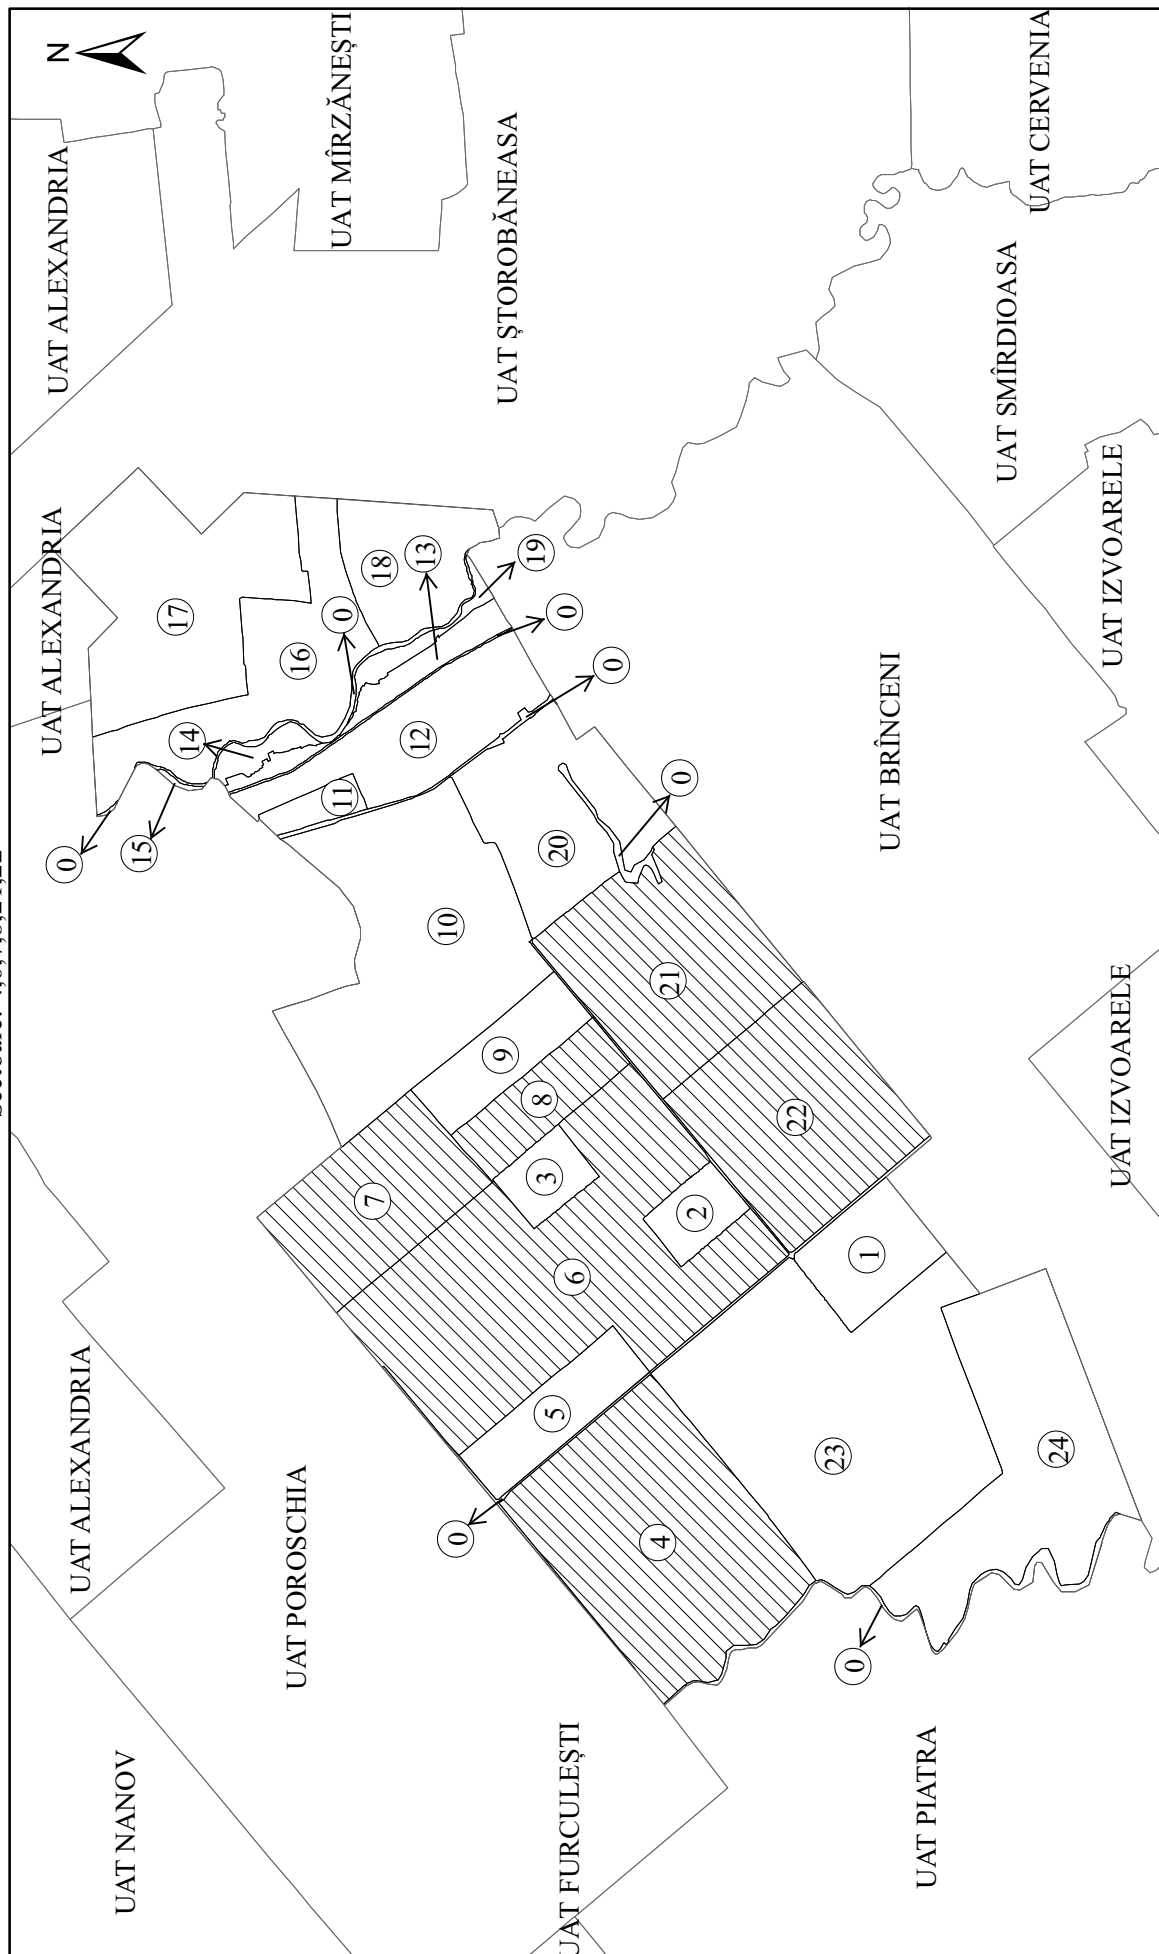 N
UAT ALEXANDRIA
UAT MÎRZĂNEȘTI
UAT ȘTOROBĂNEASA
UAT CERVENIA
UAT SMÎRDIOASA
UAT IZVOARELE
UAT ALEXANDRIA
17
16
0
18
13
19
0
0
14
12
11
15
0
20
0
10
UAT BRÎNCENI
21
9
8
22
7
3
2
6
1
5
4
23
24
0
0
UAT IZVOARELE
UAT ALEXANDRIA
UAT POROSCHIA
UAT NANOV
UAT FURCULEȘTI
UAT PIATRA